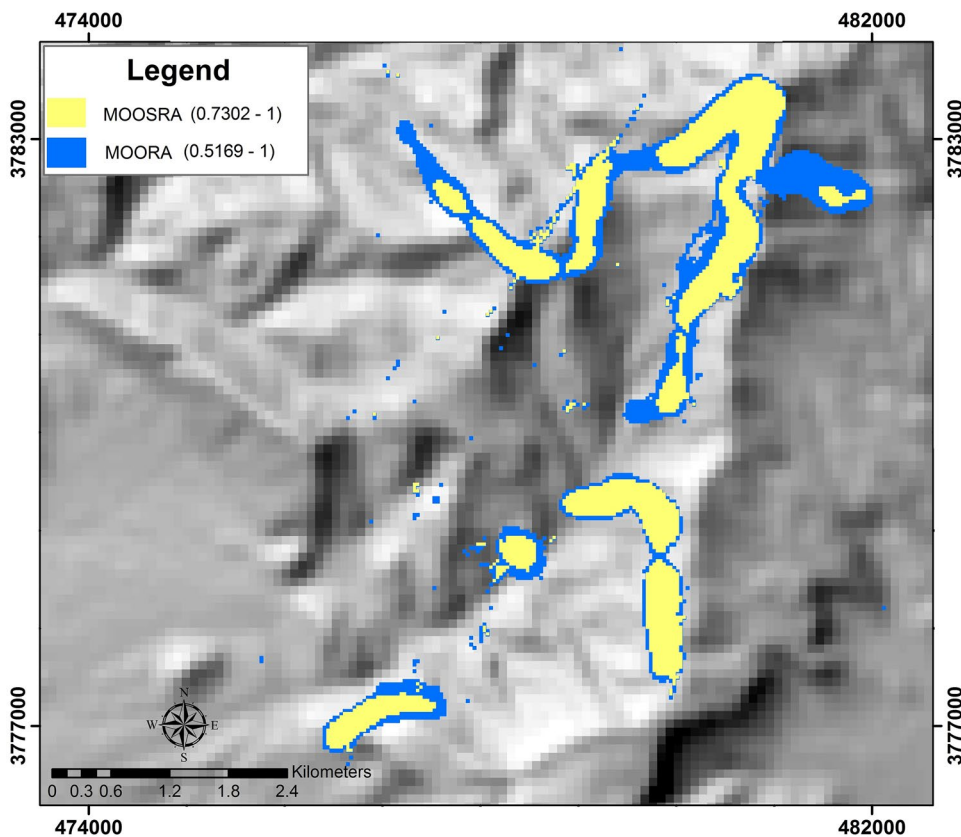 474000 482000
Legend
MOOSRA (0.7302 - 1)
MOORA (0.5169 - 1)
3783000 3783000
3777000 3777000
N
W E
S
Kilometers
0 0.3 0.6 1.2 1.8 2.4
474000 482000